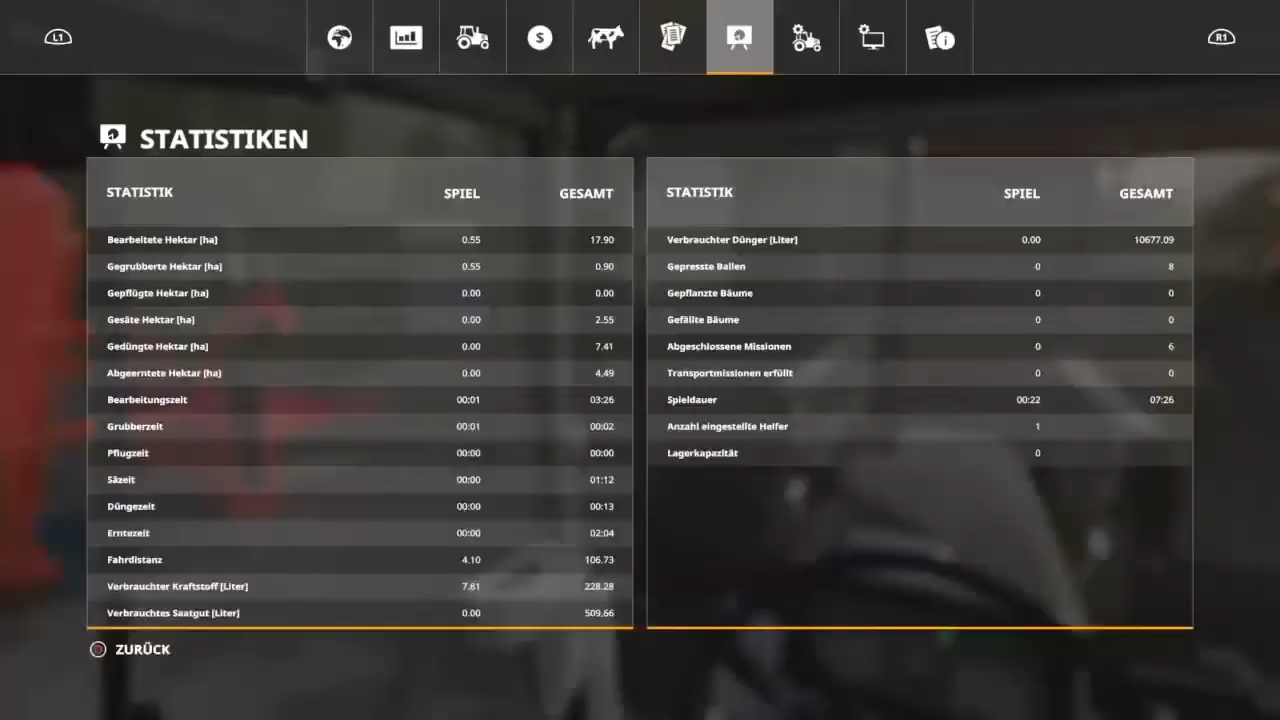 L1
R1
STATISTIKEN
STATISTIK SPIEL GESAMT
Bearbeitete Hektar [ha] 0.55 17.90
Gegrubberte Hektar [ha] 0.55 0.90
Gepflügte Hektar [ha] 0.00 0.00
Gesäte Hektar [ha] 0.00 2.55
Gedüngte Hektar [ha] 0.00 7.41
Abgeerntete Hektar [ha] 0.00 4.49
Bearbeitungszeit 00:01 03:26
Grubberzeit 00:01 00:02
Pflugzeit 00:00 00:00
Säzeit 00:00 01:12
Düngezeit 00:00 00:13
Erntezeit 00:00 02:04
Fahrdistanz 4.10 106.73
Verbrauchter Kraftstoff [Liter] 7.81 228.28
Verbrauchtes Saatgut [Liter] 0.00 509.66
STATISTIK SPIEL GESAMT
Verbrauchter Dünger [Liter] 0.00 10677.09
Gepresste Ballen 0 8
Gepflanzte Bäume 0 0
Gefällte Bäume 0 0
Abgeschlossene Missionen 0 6
Transportmissionen erfüllt 0 0
Spieldauer 00:22 07:26
Anzahl eingestellte Helfer 1
Lagerkapazität 0
ZURÜCK